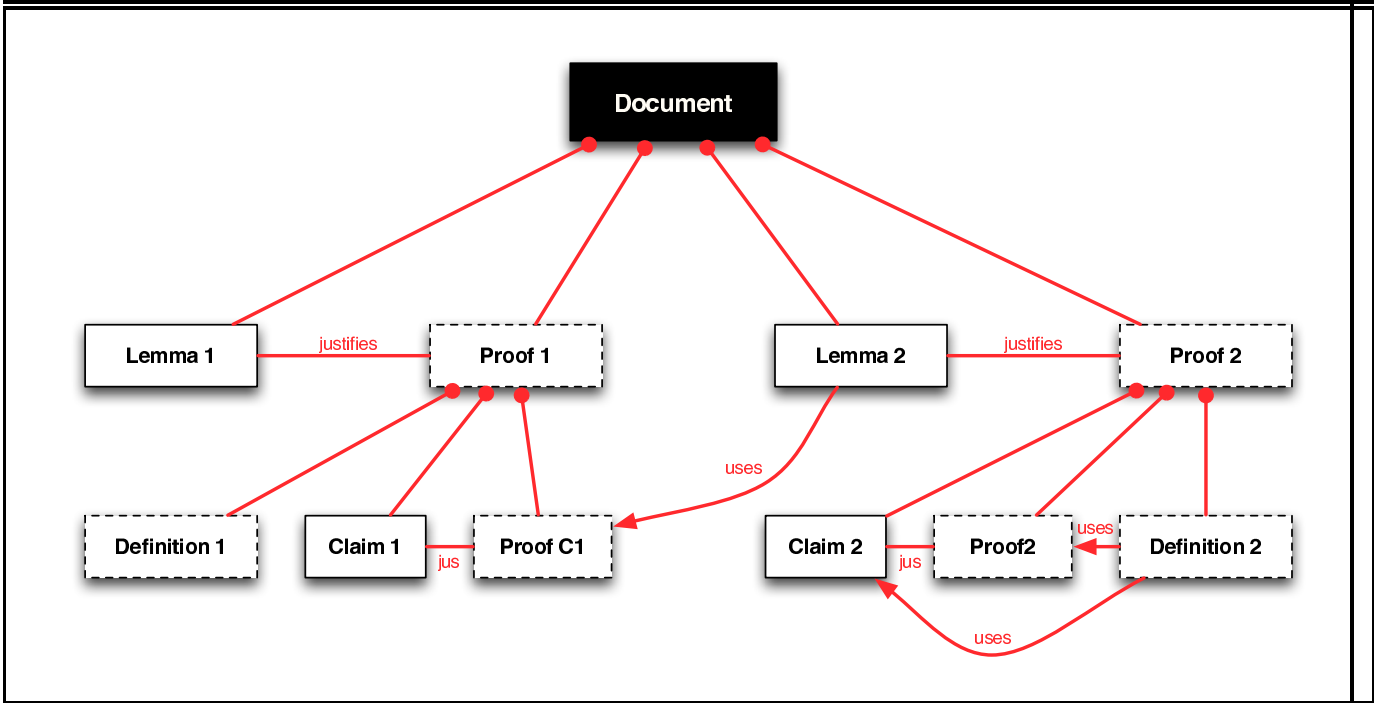 Document
Lemma 1
justifies
Proof 1
Lemma 2
justifies
Proof 2
uses
Definition 1
Claim 1
jus
Proof C1
Claim 2
jus
Proof2
uses
Definition 2
uses